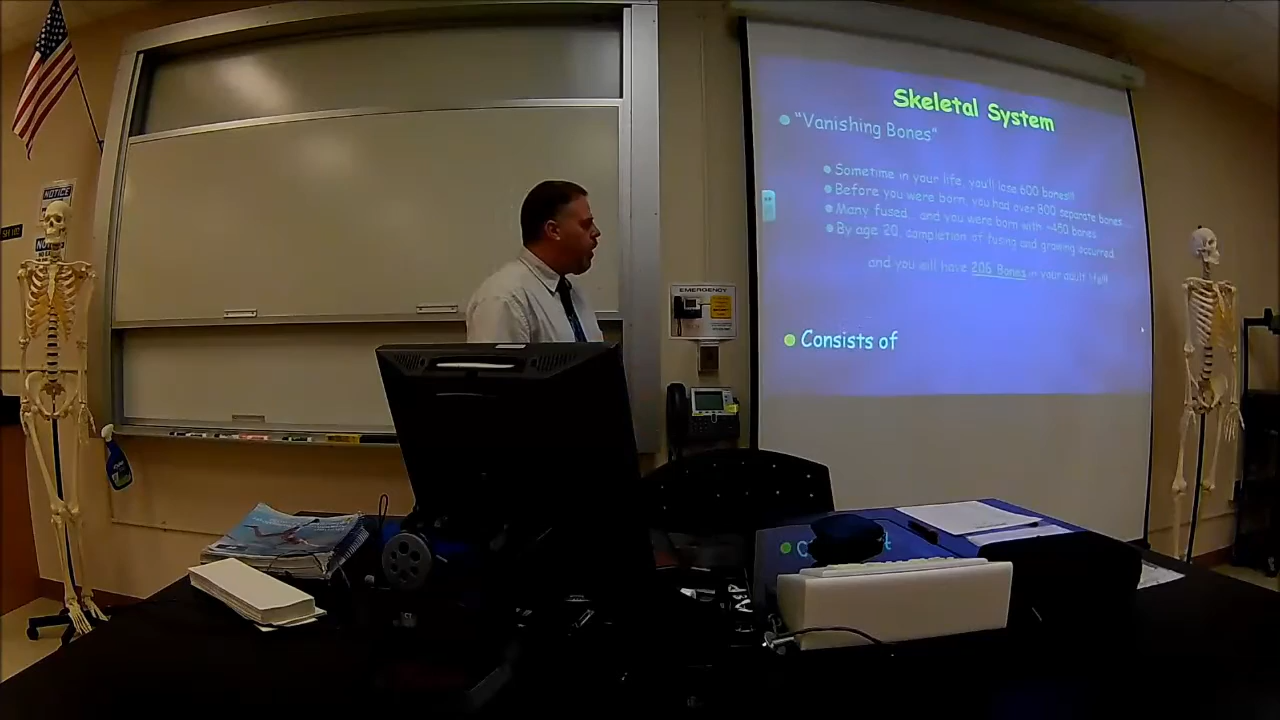 NOTICE
Skeletal System
"Vanishing Bones"
Sometime in your life, you'll lose 600 bones!!!
Before you were born, you had over 800 separate bones...
Many fused... and you were born with ~450 bones
By age 20, completion of fusing and growing occurred
and you will have 206 Bones in your adult life!!!
EMERGENCY
Consists of